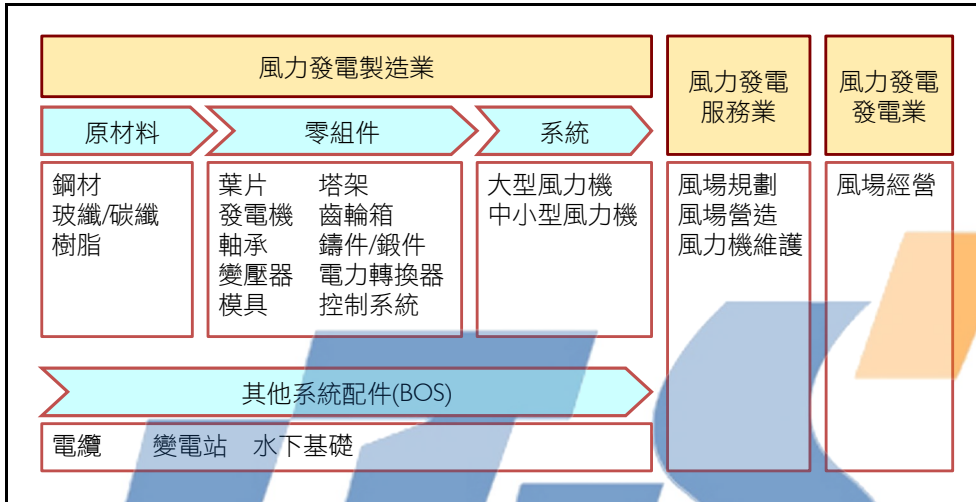 風力發電製造業
風力發電
服務業
風力發電
發電業
原材料
零組件
系統
鋼材
玻纖/碳纖
樹脂
葉片 塔架
發電機 齒輪箱
軸承 鑄件/鍛件
變壓器 電力轉換器
模具 控制系統
大型風力機
中小型風力機
風場規劃
風場營造
風力機維護
風場經營
其他系統配件(BOS)
電纜 變電站 水下基礎